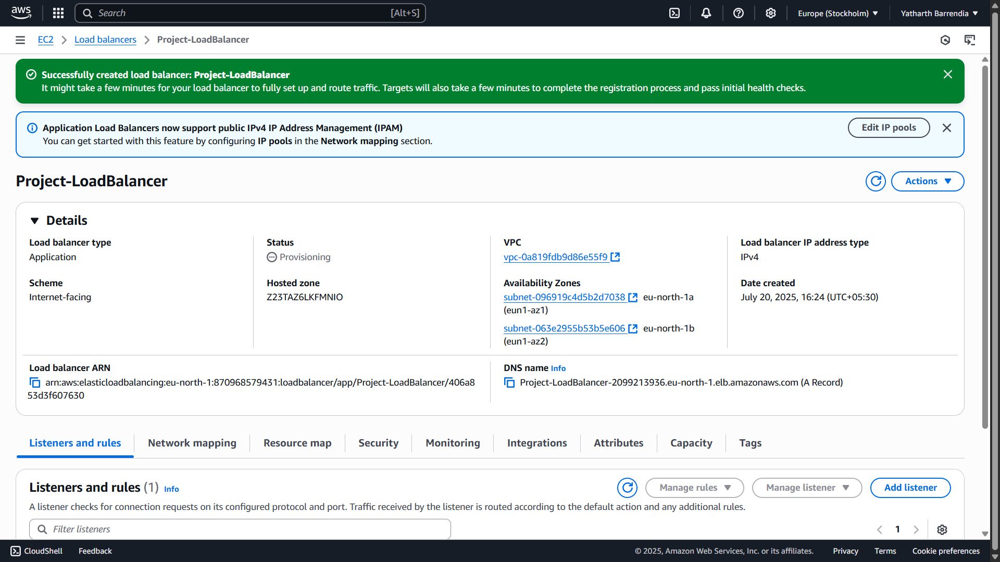 aws
Search [Alt+S]
Europe (Stockholm)
Yatharth Barrendia
EC2
Load balancers
Project-LoadBalancer
Successfully created load balancer: Project-LoadBalancer
It might take a few minutes for your load balancer to fully set up and route traffic. Targets will also take a few minutes to complete the registration process and pass initial health checks.
Application Load Balancers now support public IPv4 IP Address Management (IPAM)
You can get started with this feature by configuring IP pools in the Network mapping section.
Edit IP pools
Project-LoadBalancer
Actions
Details
Load balancer type
Application
Status
Provisioning
VPC
vpc-0a819fdb9d86e55f9
Load balancer IP address type
IPv4
Scheme
Internet-facing
Hosted zone
Z23TAZ6LKFMNIO
Availability Zones
subnet-096919c4d5b2d7038 eu-north-1a
(eun1-az1)
subnet-063e2955b53b5e606 eu-north-1b
(eun1-az2)
Date created
July 20, 2025, 16:24 (UTC+05:30)
Load balancer ARN
arn:aws:elasticloadbalancing:eu-north-1:870968579431:loadbalancer/app/Project-LoadBalancer/406a8
53d3f607630
DNS name Info
Project-LoadBalancer-2099213936.eu-north-1.elb.amazonaws.com (A Record)
Listeners and rules
Network mapping
Resource map
Security
Monitoring
Integrations
Attributes
Capacity
Tags
Listeners and rules (1) Info
Manage rules
Manage listener
Add listener
A listener checks for connection requests on its configured protocol and port. Traffic received by the listener is routed according to the default action and any additional rules.
Filter listeners
1
CloudShell
Feedback
© 2025, Amazon Web Services, Inc. or its affiliates.
Privacy
Terms
Cookie preferences